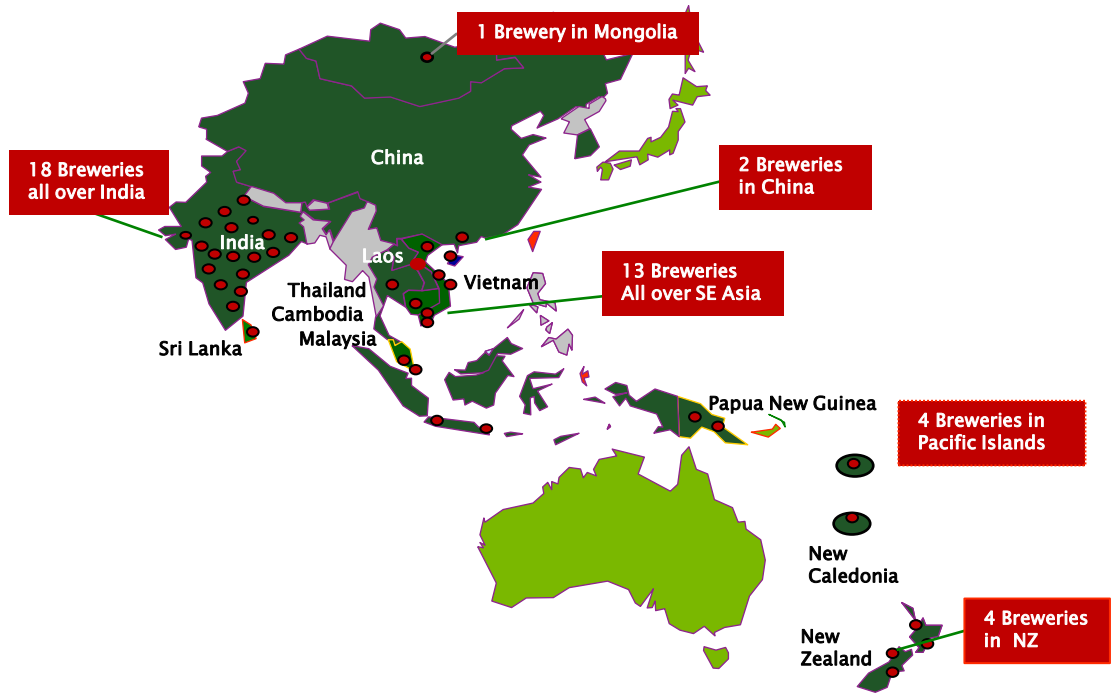 1 Brewery in Mongolia
China
18 Breweries
all over India
2 Breweries
in China
India
Laos
13 Breweries
All over SE Asia
Vietnam
Thailand
Cambodia
Malaysia
Sri Lanka
Papua New Guinea
4 Breweries in
Pacific Islands
New
Caledonia
4 Breweries
in  NZ
New
Zealand